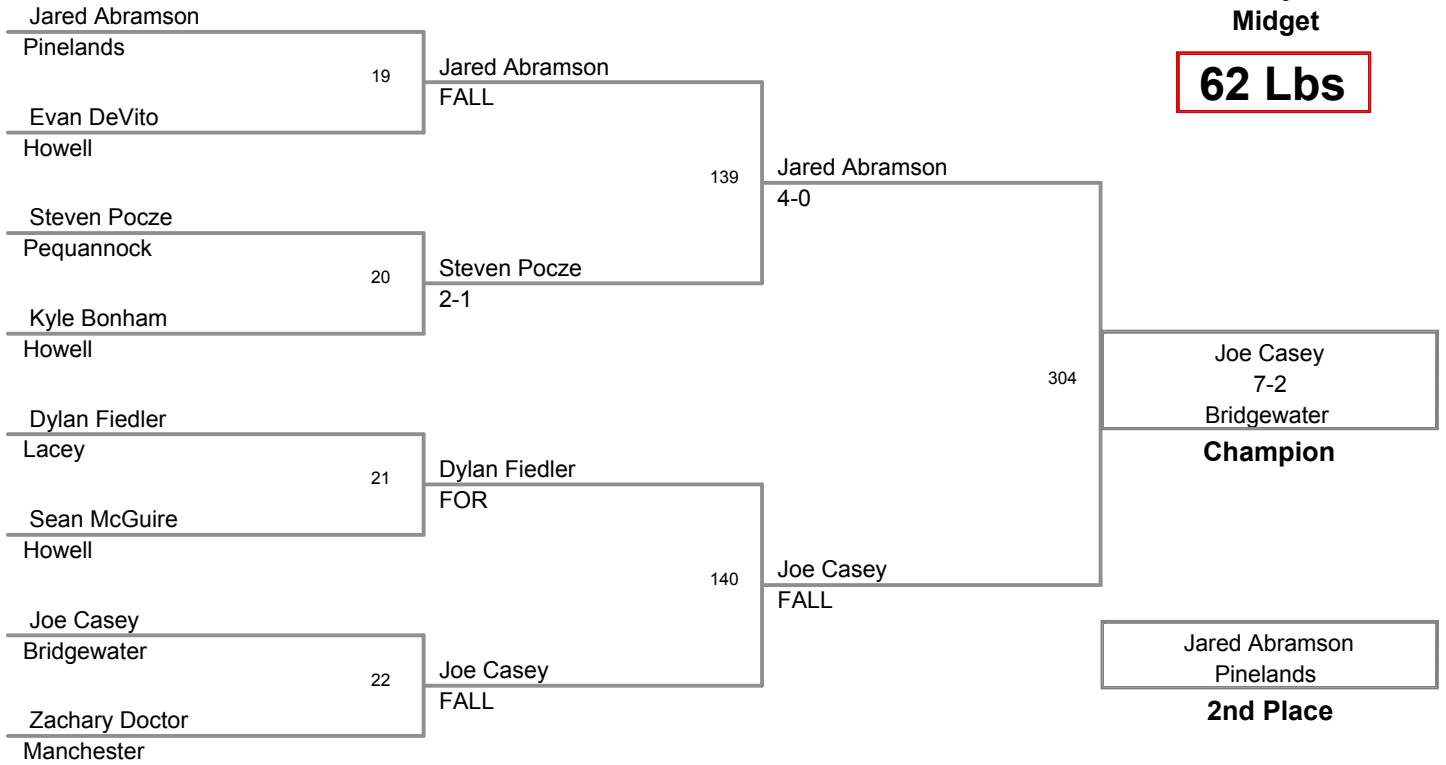 Midget
62 Lbs
Jared Abramson
Pinelands
19
Evan DeVito
Howell
Jared Abramson
FALL
Steven Pocze
Pequannock
20
Kyle Bonham
Howell
Steven Pocze
2-1
139
Jared Abramson
4-0
Dylan Fiedler
Lacey
21
Sean McGuire
Howell
Dylan Fiedler
FOR
Joe Casey
Bridgewater
22
Zachary Doctor
Manchester
Joe Casey
FALL
140
Joe Casey
FALL
304
Joe Casey
7-2
Bridgewater
Champion
Jared Abramson
Pinelands
2nd Place